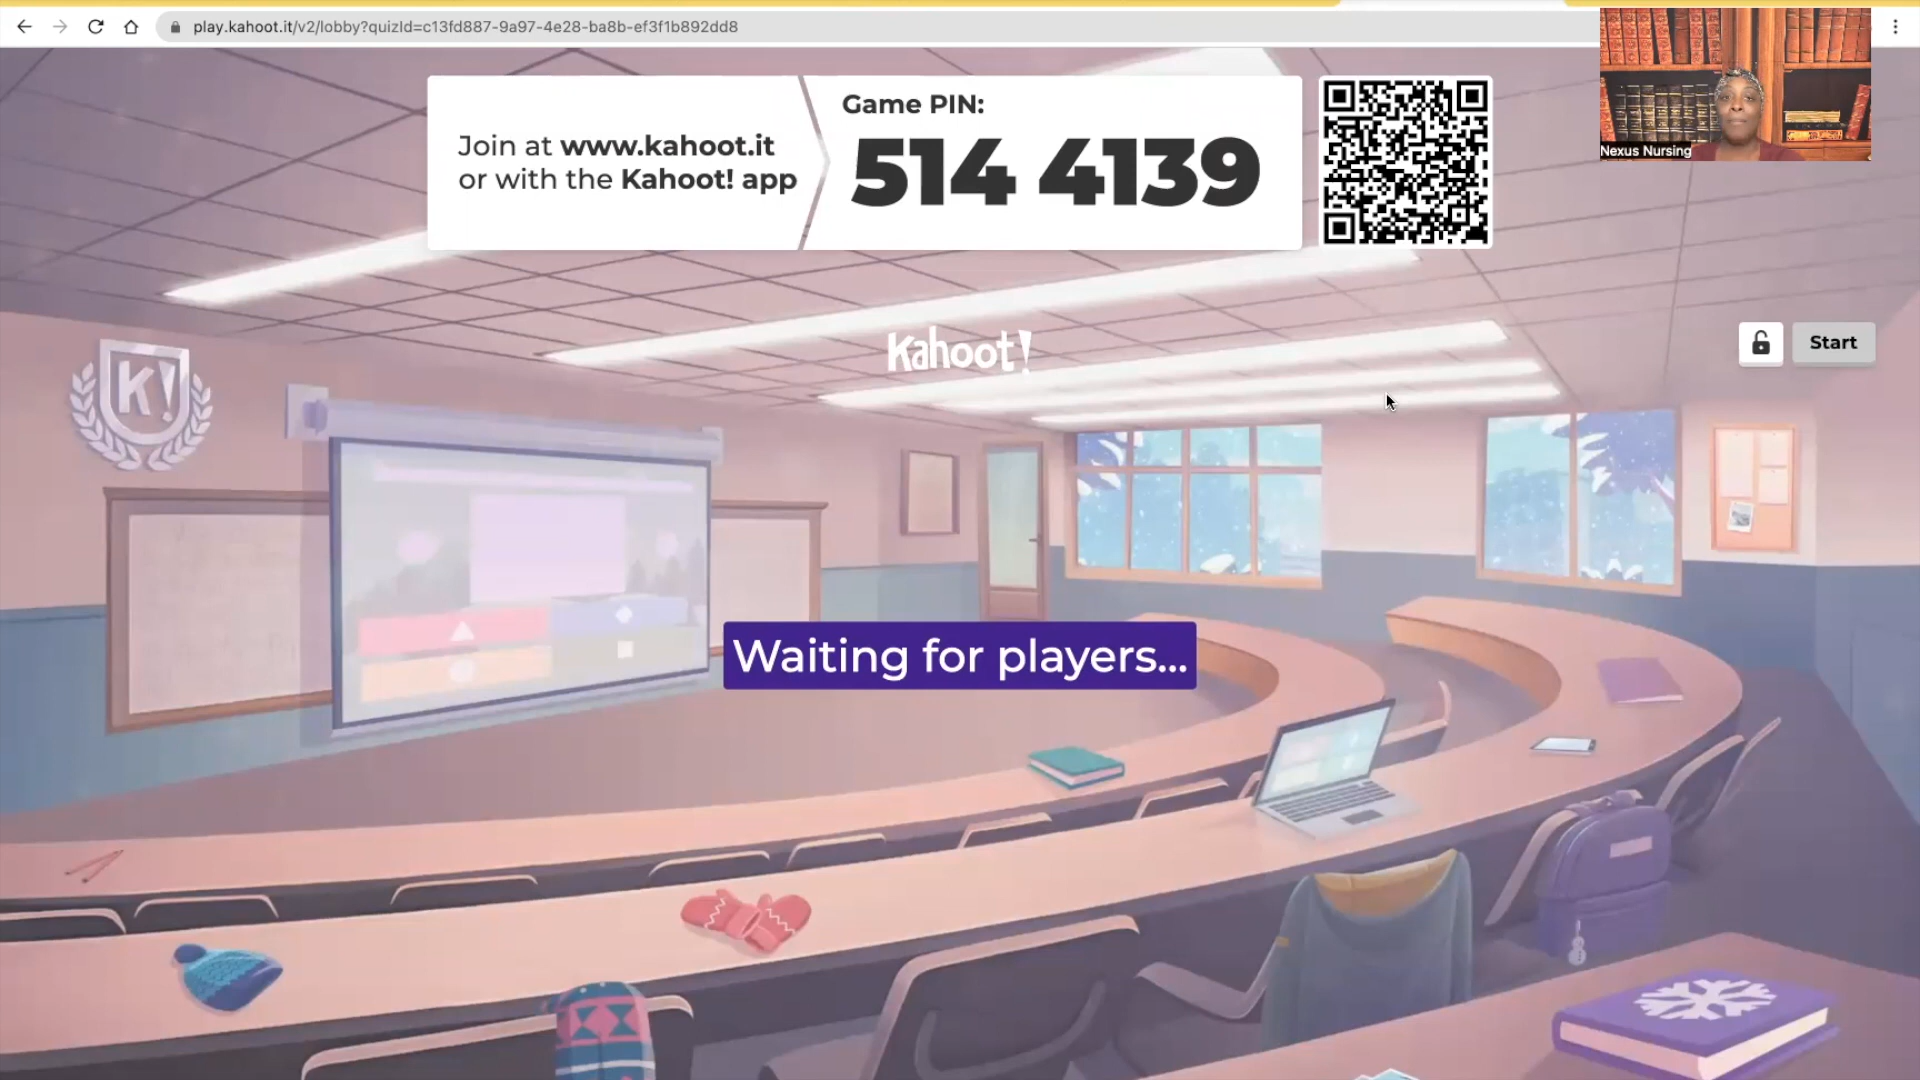 play.kahoot.it/v2/lobby?quizId=c13fd887-9a97-4e28-ba8b-ef3f1b892dd8
Join at www.kahoot.it
or with the Kahoot! app
Game PIN:
514 4139
Nexus Nursing
Kahoot!
Start
K!
Waiting for players...